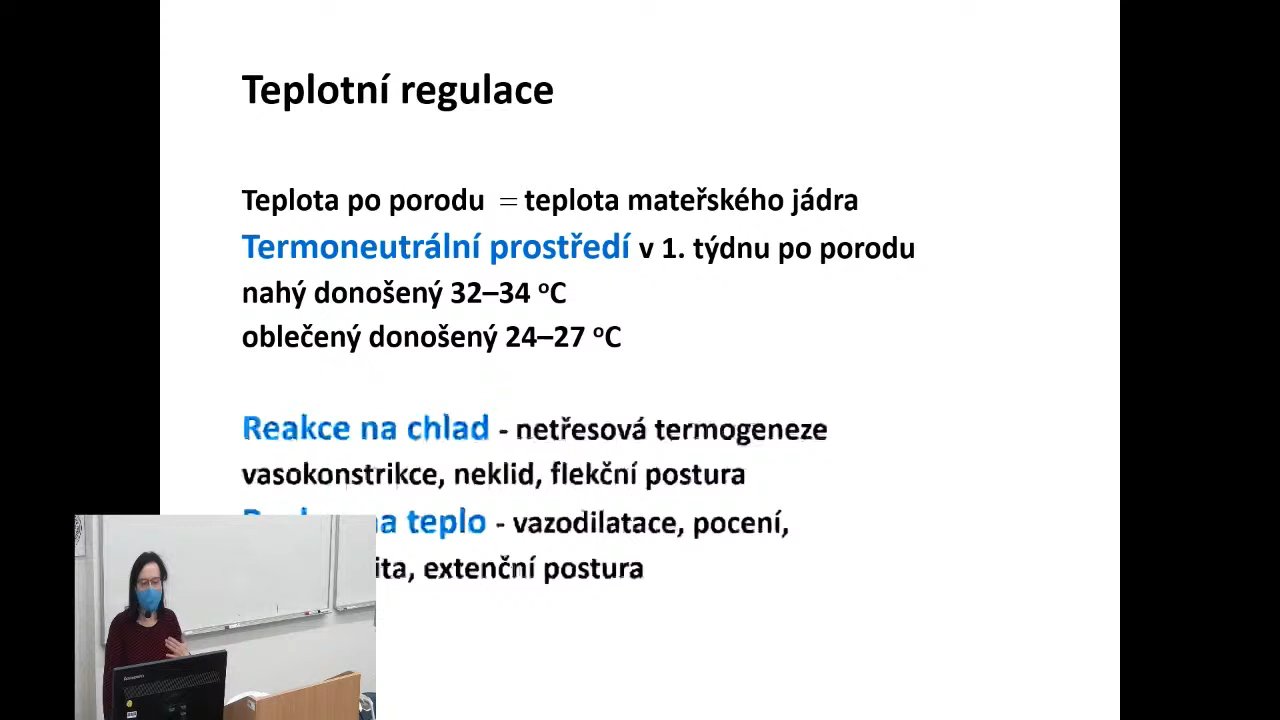 Teplotní regulace
Teplota po porodu = teplota mateřského jádra
Termoneutrální prostředí v 1. týdnu po porodu
nahý donošený 32–34 ºC
oblečený donošený 24–27 ºC
Reakce na chlad - netřesová termogeneze
vasokonstrikce, neklid, flekční postura
na teplo - vazodilatace, pocení,
ita, extenční postura